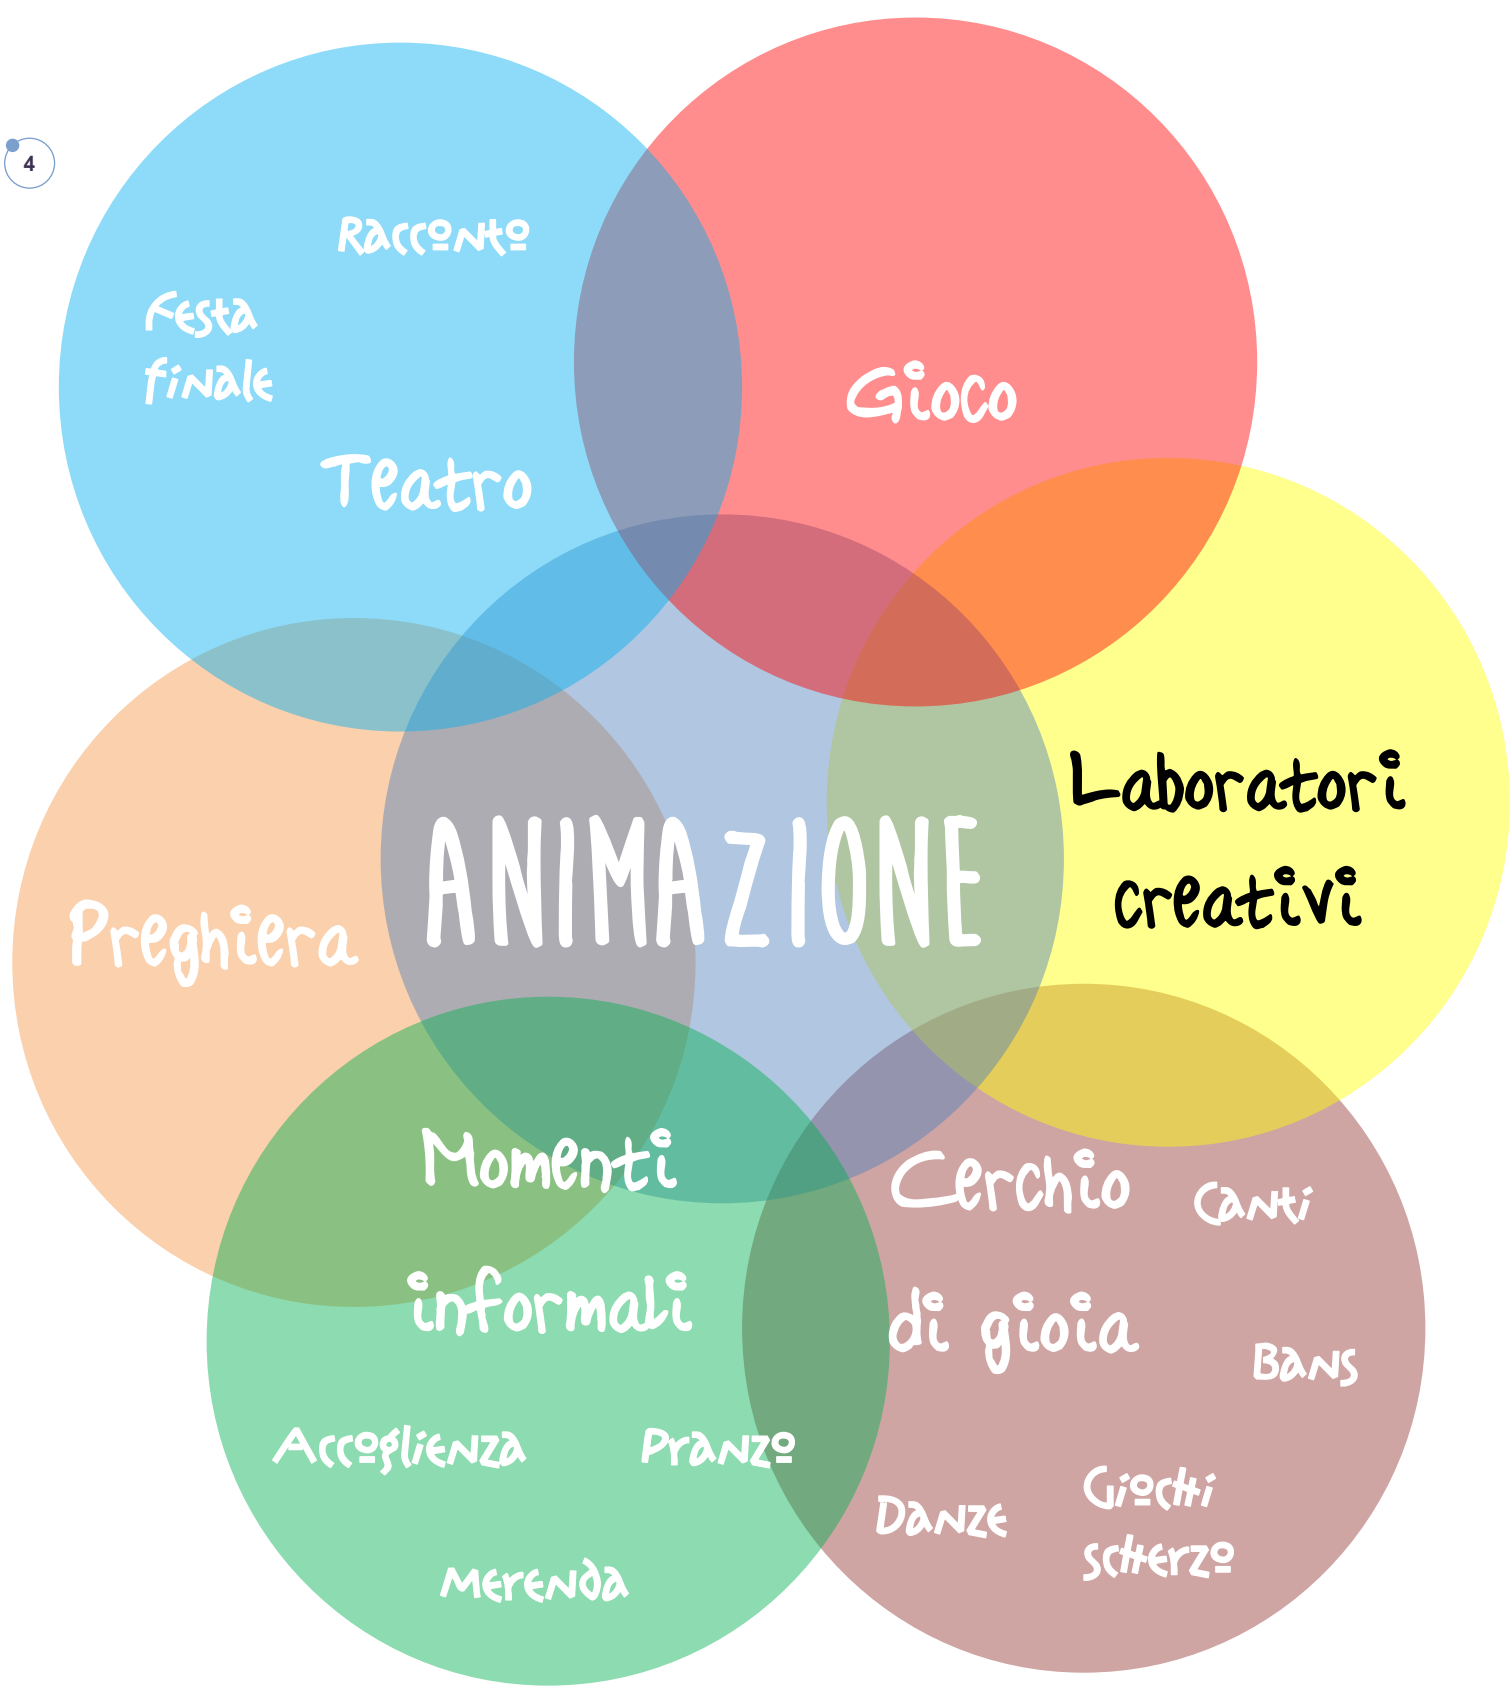 4
Racconto
Festa
finale
Teatro
Gioco
Laboratori
creativi
ANIMAZIONE
Preghiera
Momenti
informali
Accoglienza
Pranzo
Merenda
Cerchio
di gioia
Canti
Bans
Danze
Giochi
scherzo